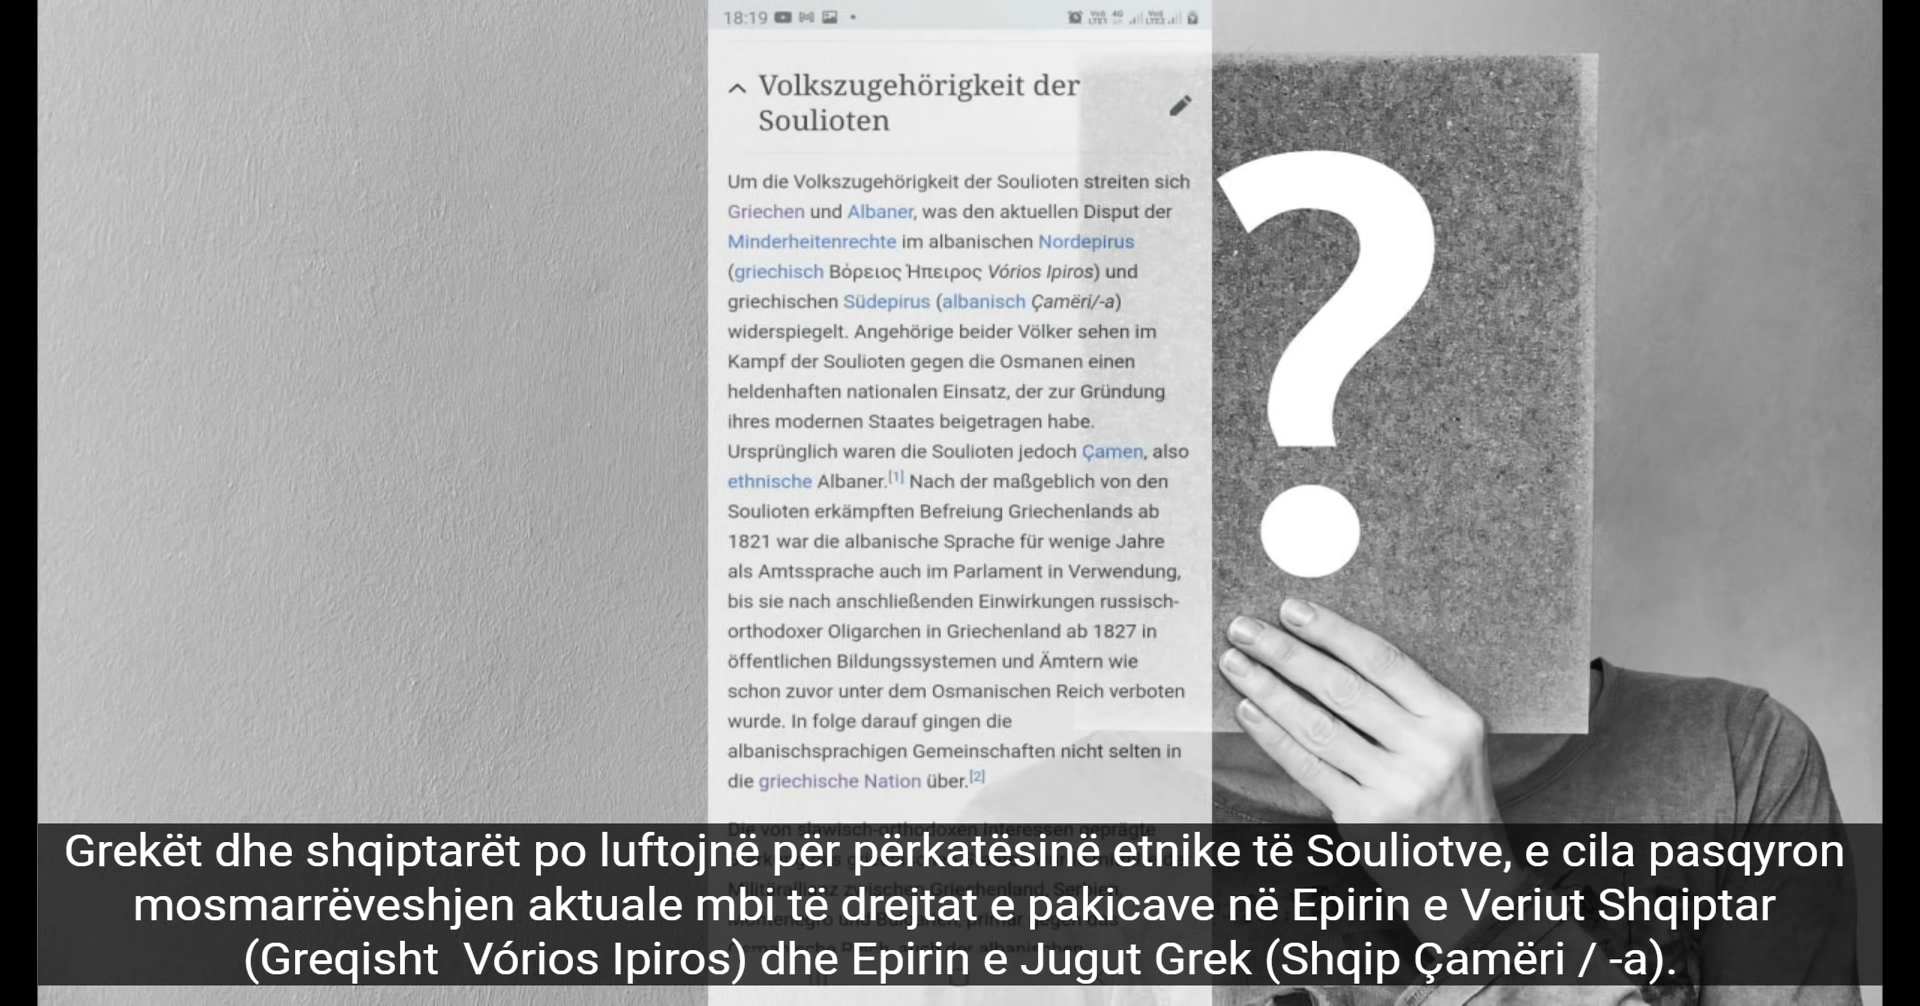 18:19
Volkszugehörigkeit der
Soulioten
Um die Volkszugehörigkeit der Soulioten streiten sich
Griechen und Albaner, was den aktuellen Disput der
Minderheitenrechte im albanischen Nordepirus
(griechisch Βόρειος Ήπειρος Vórios Ipiros) und
griechischen Südepirus (albanisch Çamëri/-a)
widerspiegelt. Angehörige beider Völker sehen im
Kampf der Soulioten gegen die Osmanen einen
heldenhaften nationalen Einsatz, der zur Gründung
ihres modernen Staates beigetragen habe.
Ursprünglich waren die Soulioten jedoch Çamen, also
ethnische Albaner.[1] Nach der maßgeblich von den
Soulioten erkämpften Befreiung Griechenlands ab
1821 war die albanische Sprache für wenige Jahre
als Amtssprache auch im Parlament in Verwendung,
bis sie nach anschließenden Einwirkungen russisch-
orthodoxer Oligarchen in Griechenland ab 1827 in
öffentlichen Bildungssystemen und Ämtern wie
schon zuvor unter dem Osmanischen Reich verboten
wurde. In folge darauf gingen die
albanischsprachigen Gemeinschaften nicht selten in
die griechische Nation über.[2]
Die von slawisch-orthodoxen Interessen geprägte
Grekët dhe shqiptarët po luftojnë për përkatësinë etnike të Souliotve, e cila pasqyron
mosmarrëveshjen aktuale mbi të drejtat e pakicave në Epirin e Veriut Shqiptar
(Greqisht Vórios Ipiros) dhe Epirin e Jugut Grek (Shqip Çamëri / -a).